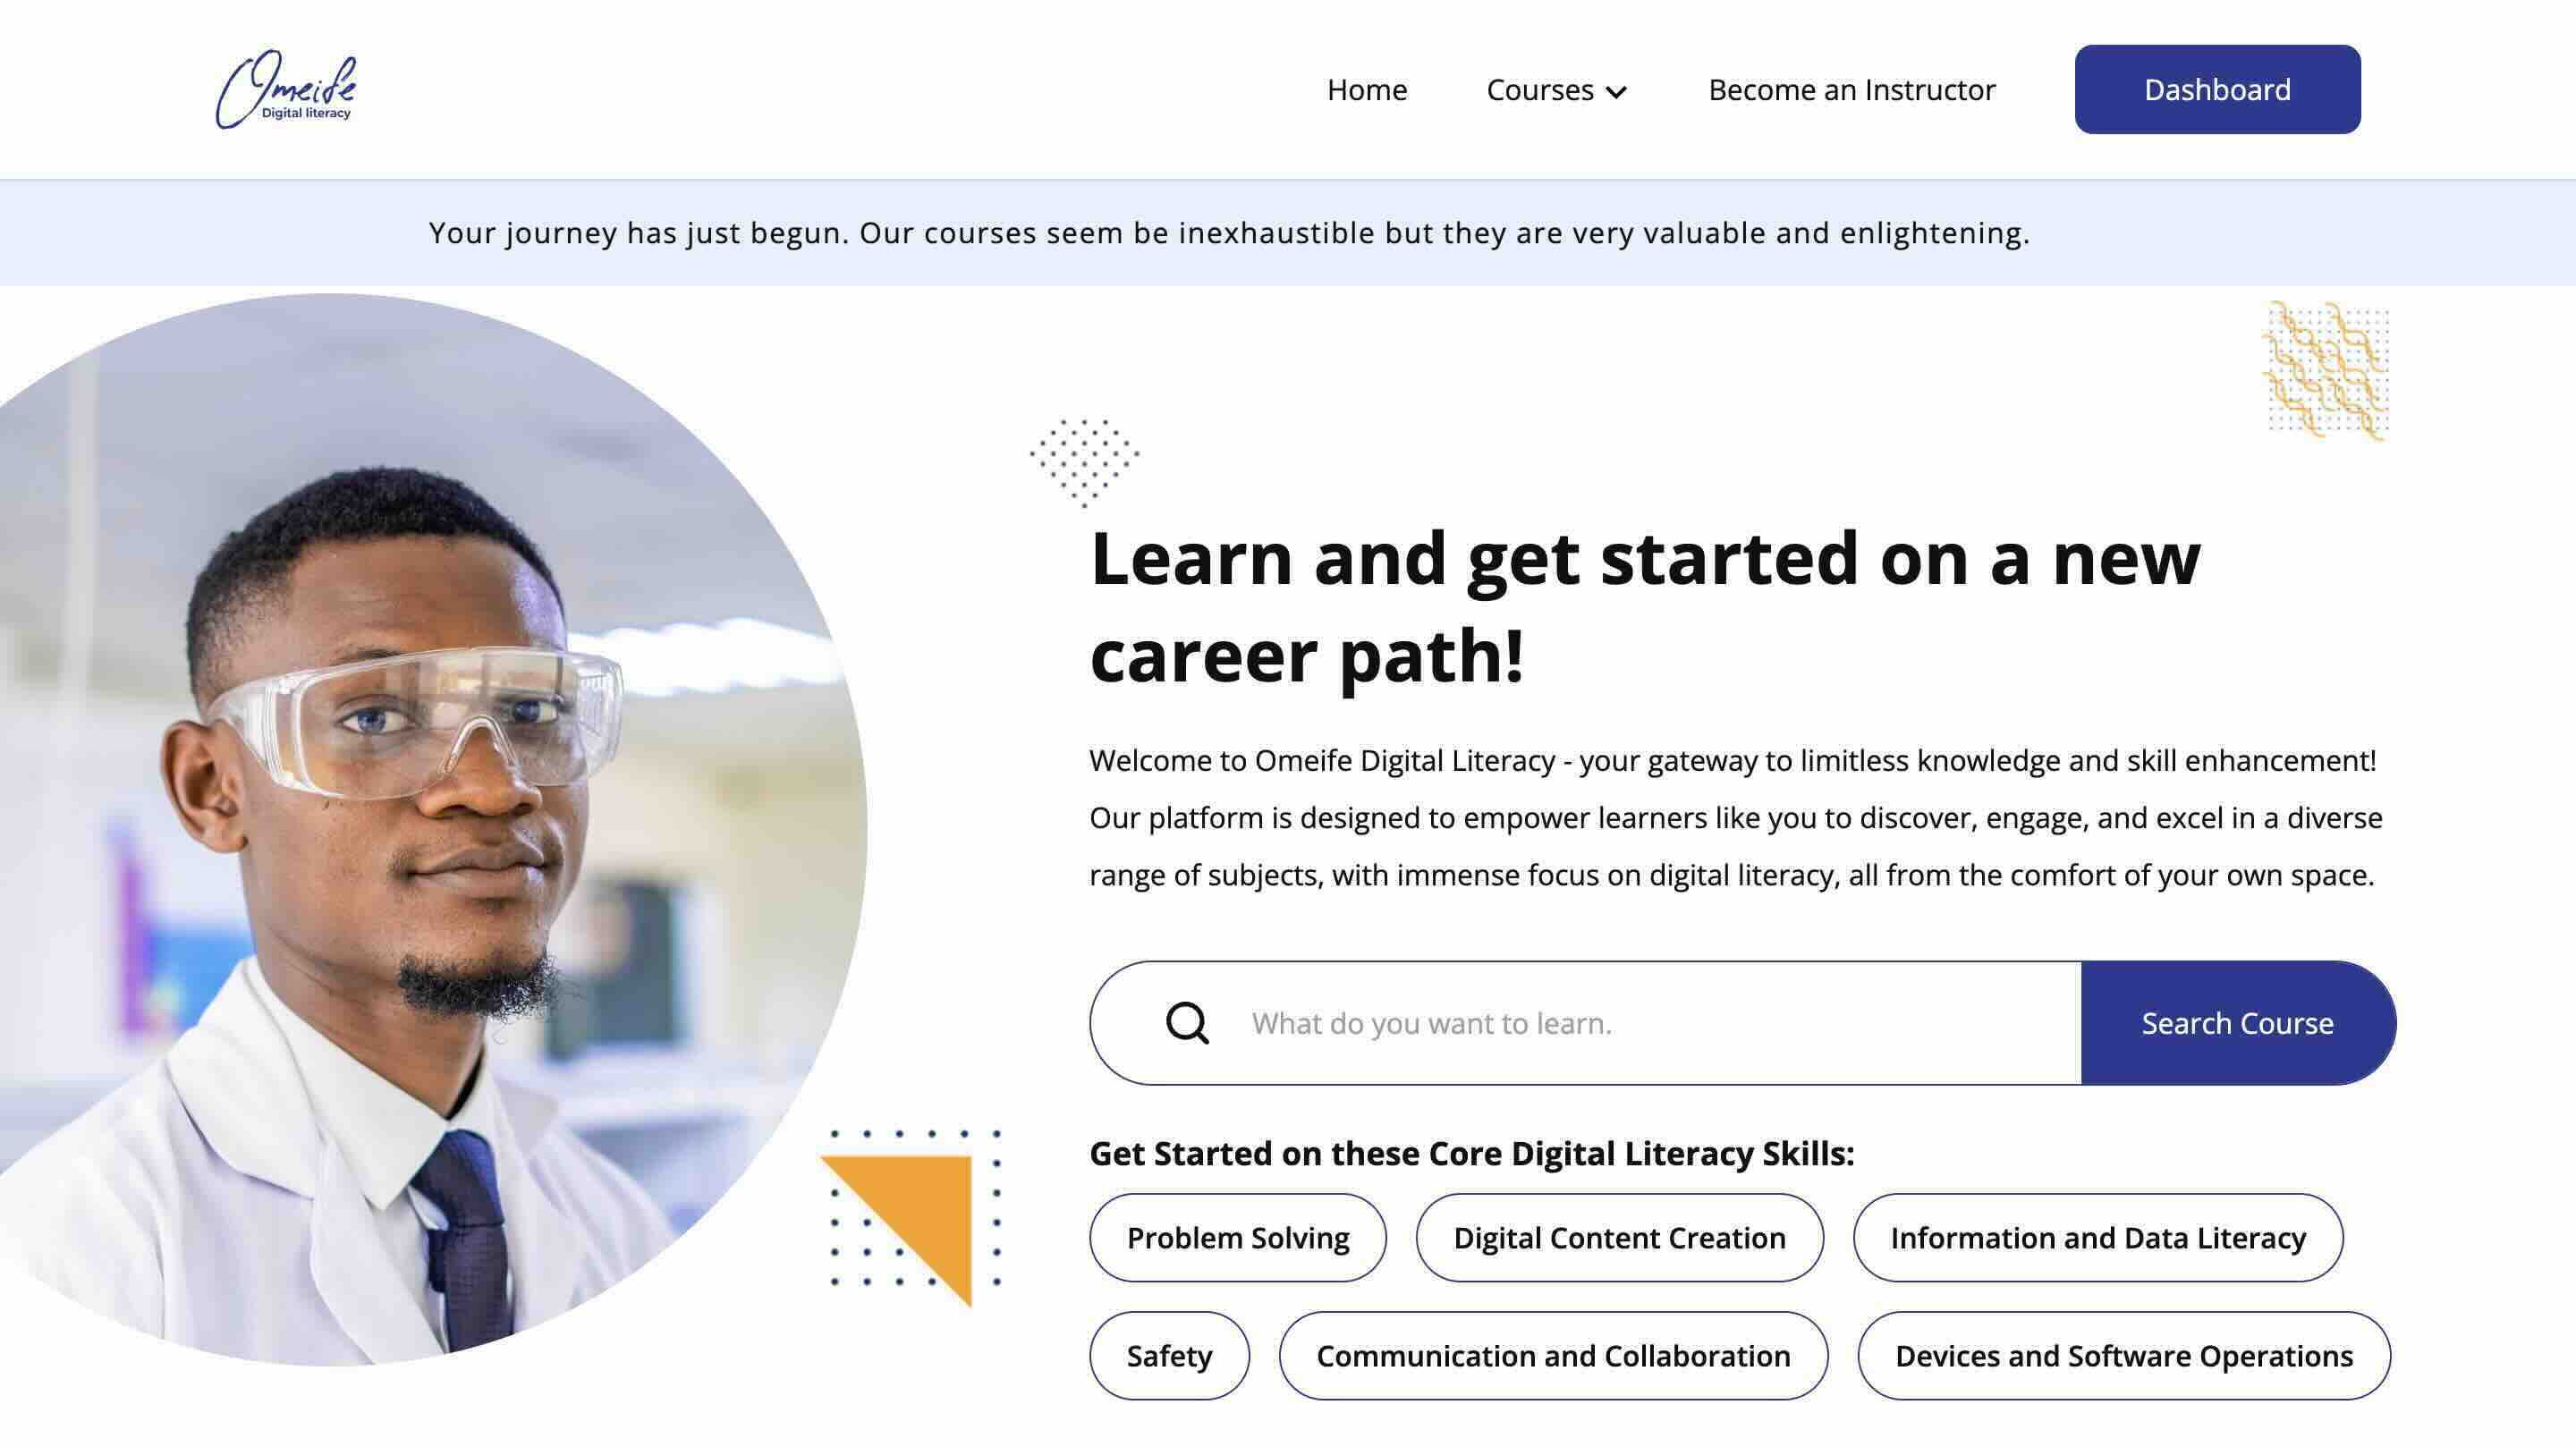 Omeife
Digital literacy
Home
Courses
Become an Instructor
Dashboard
Your journey has just begun. Our courses seem be inexhaustible but they are very valuable and enlightening.
Learn and get started on a new
career path!
Welcome to Omeife Digital Literacy - your gateway to limitless knowledge and skill enhancement!
Our platform is designed to empower learners like you to discover, engage, and excel in a diverse
range of subjects, with immense focus on digital literacy, all from the comfort of your own space.
What do you want to learn.
Search Course
Get Started on these Core Digital Literacy Skills:
Problem Solving
Digital Content Creation
Information and Data Literacy
Safety
Communication and Collaboration
Devices and Software Operations